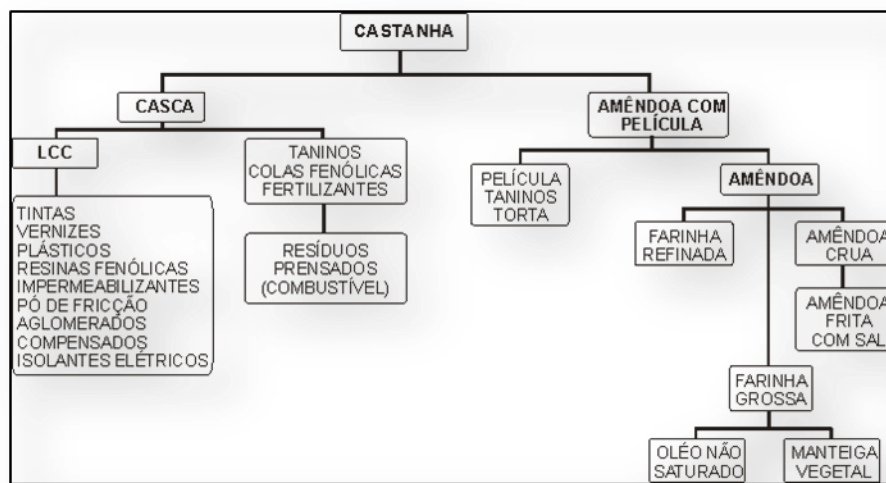 CASTANHA
CASCA
AMÊNDOA COM
PELÍCULA
LCC
TANINOS
COLAS FENÓLICAS
FERTILIZANTES
PELÍCULA
TANINOS
TORTA
AMÊNDOA
TINTAS
VERNIZES
PLÁSTICOS
RESINAS FENÓLICAS
IMPERMEABILIZANTES
PÓ DE FRICÇÃO
AGLOMERADOS
COMPENSADOS
ISOLANTES ELÉTRICOS
RESÍDUOS
PRENSADOS
(COMBUSTÍVEL)
FARINHA
REFINADA
AMÊNDOA
CRUA
AMÊNDOA
FRITA
COM SAL
FARINHA
GROSSA
OLÉO NÃO
SATURADO
MANTEIGA
VEGETAL